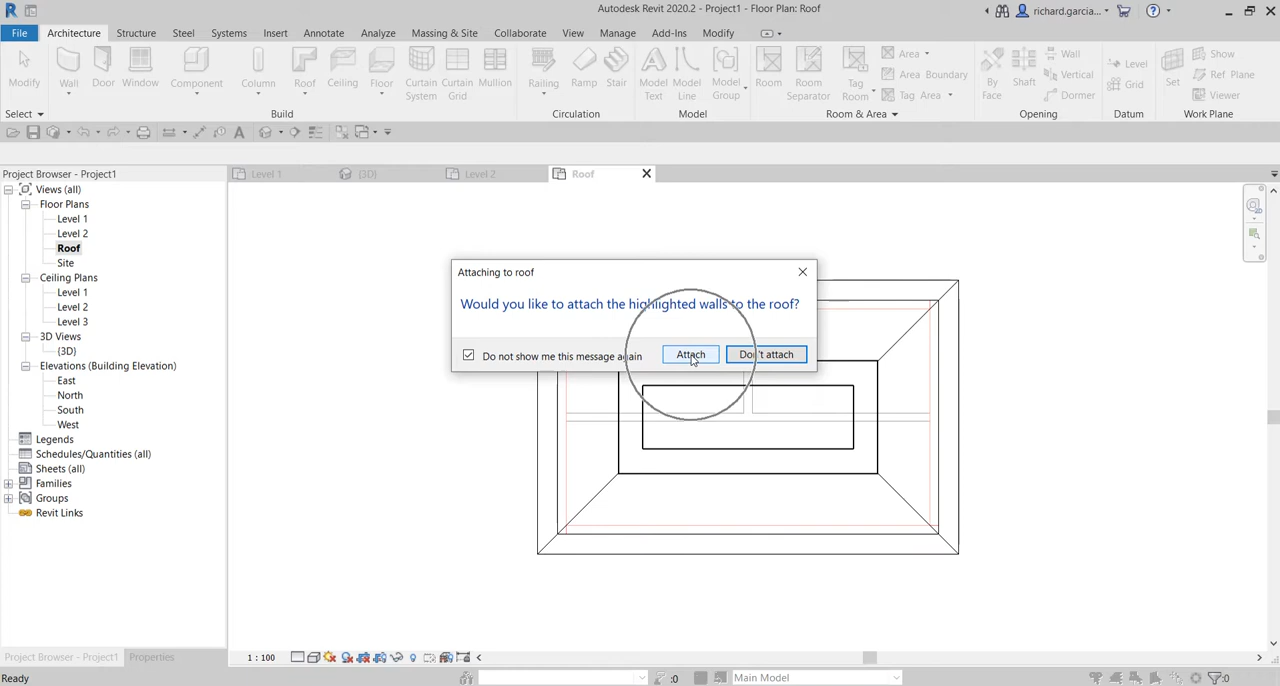 Autodesk Revit 2020.2 - Project1 - Floor Plan: Roof
richard.garcia...
File Architecture Structure Steel Systems Insert Annotate Analyze Massing & Site Collaborate View Manage Add-Ins Modify
Modify Wall Door Window Component Column Roof Ceiling Floor Curtain System Curtain Grid Mullion Railing Ramp Stair Model Text Model Line Model Group Room Room Separator Tag Room Area Area Boundary Tag Area By Face Shaft Wall Vertical Dormer Level Grid Set Show Ref Plane Viewer
Select Build Circulation Model Room & Area Opening Datum Work Plane
Project Browser - Project1
Level 1 {3D} Level 2 Roof
Views (all)
Floor Plans
Level 1
Level 2
Roof
Site
Ceiling Plans
Level 1
Level 2
Level 3
3D Views
{3D}
Elevations (Building Elevation)
East
North
South
West
Legends
Schedules/Quantities (all)
Sheets (all)
Families
Groups
Revit Links
Attaching to roof
Would you like to attach the highlighted walls to the roof?
Do not show me this message again Attach Don't attach
Project Browser - Project1 Properties
1 : 100
Ready :0 Main Model :0